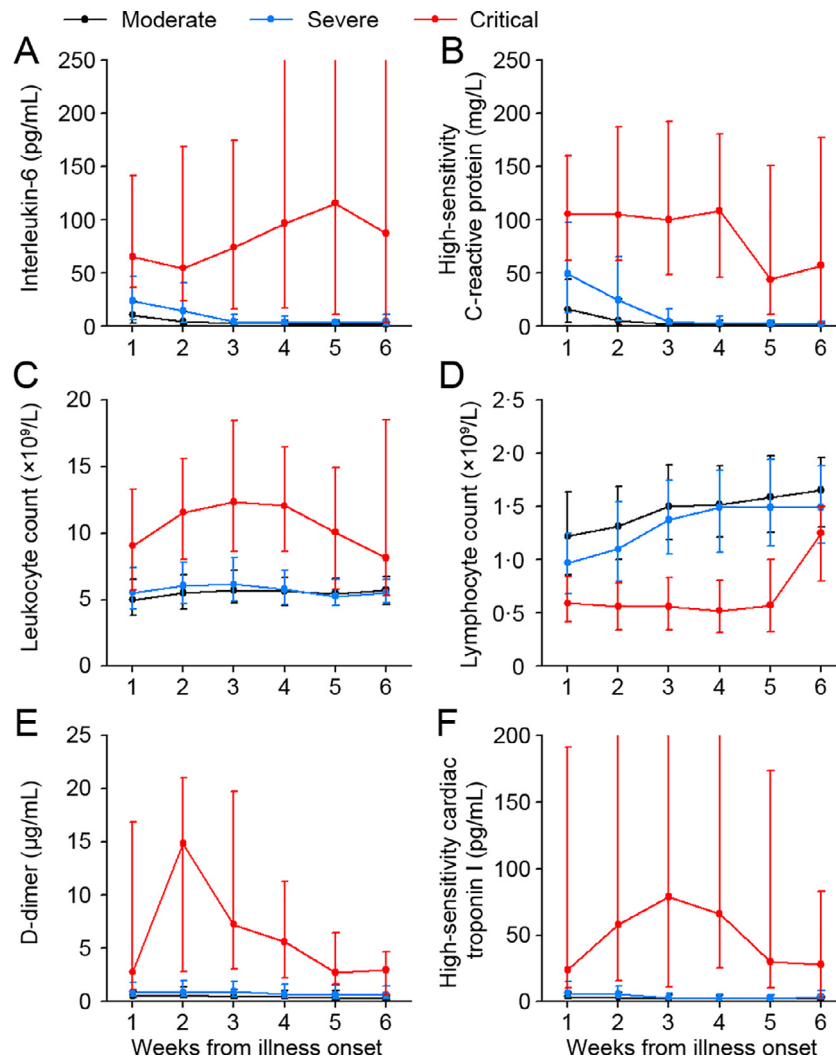 Moderate Severe Critical
A
Interleukin-6 (pg/mL)
250
200
150
100
50
0
1 2 3 4 5 6
B
High-sensitivity
C-reactive protein (mg/L)
250
200
150
100
50
0
1 2 3 4 5 6
C
Leukocyte count (×10⁹/L)
20
15
10
5
0
1 2 3 4 5 6
D
Lymphocyte count (×10⁹/L)
2·5
2·0
1·5
1·0
0·5
0
1 2 3 4 5 6
E
D-dimer (μg/mL)
25
20
15
10
5
0
1 2 3 4 5 6
Weeks from illness onset
F
High-sensitivity cardiac
troponin I (pg/mL)
200
150
100
50
0
1 2 3 4 5 6
Weeks from illness onset